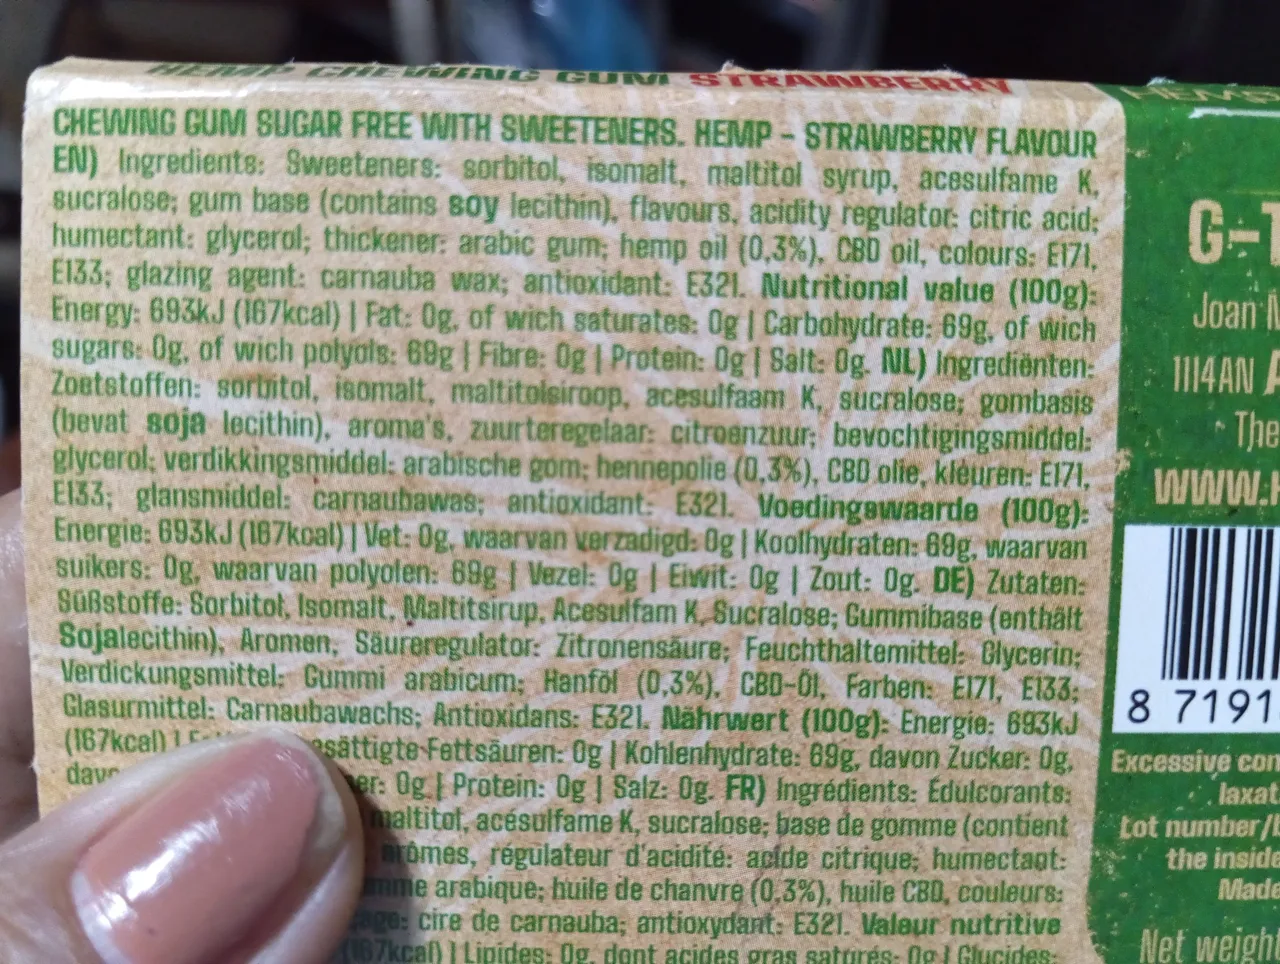 HEMP CHEWING GUM STRAWBERRY
CHEWING GUM SUGAR FREE WITH SWEETENERS. HEMP - STRAWBERRY FLAVOUR
EN) Ingredients: Sweeteners: sorbitol, isomalt, maltitol syrup, acesulfame K,
sucralose; gum base (contains soy lecithin), flavours, acidity regulator: citric acid;
humectant: glycerol; thickener: arabic gum; hemp oil (0,3%), CBD oil, colours: E171,
E133; glazing agent: carnauba wax; antioxidant: E321. Nutritional value (100g):
Energy: 693kJ (167kcal) | Fat: 0g, of wich saturates: 0g | Carbohydrate: 69g, of wich
sugars: 0g, of wich polyols: 69g | Fibre: 0g | Protein: 0g | Salt: 0g. NL) Ingrediënten:
Zoetstoffen: sorbitol, isomalt, maltitolsiroop, acesulfaam K, sucralose; gombasis
(bevat soja lecithin), aroma's, zuurteregelaar: citroenzuur; bevochtigingsmiddel:
glycerol; verdikkingsmiddel: arabische gom; hennepolie (0,3%), CBD olie, kleuren: E171,
E133; glansmiddel: carnaubawas; antioxidant: E321. Voedingswaarde (100g):
Energie: 693kJ (167kcal) | Vet: 0g, waarvan verzadigd: 0g | Koolhydraten: 69g, waarvan
suikers: 0g, waarvan polyolen: 69g | Vezel: 0g | Eiwit: 0g | Zout: 0g. DE) Zutaten:
Süßstoffe: Sorbitol, Isomalt, Maltitsirup, Acesulfam K, Sucralose; Gummibase (enthält
Sojalecithin), Aromen, Säureregulator: Zitronensäure; Feuchthaltemittel: Glycerin;
Verdickungsmittel: Gummi arabicum; Hanföl (0,3%), CBD-Öl, Farben: E171, E133;
Glasurmittel: Carnaubawachs; Antioxidans: E321. Nährwert (100g): Energie: 693kJ
(167kcal) | esättigte Fettsäuren: 0g | Kohlenhydrate: 69g, davon Zucker: 0g,
davo er: 0g | Protein: 0g | Salz: 0g. FR) Ingrédients: Edulcorants:
maltitol, acésulfame K, sucralose; base de gomme (contient
arômes, régulateur d'acidité: acide citrique; humectant:
mme arabique; huile de chanvre (0,3%), huile CBD, couleurs:
age: cire de carnauba; antioxydant: E321. Valeur nutritive
(167kcal) | Lipides: 0g, dont acides gras saturés: 0g | Glucides:
HEMP
G-
Joan
1114AN
The
WWW.
8 7191
Excessive con
laxat
Lot number/
the inside
Made
Net weight